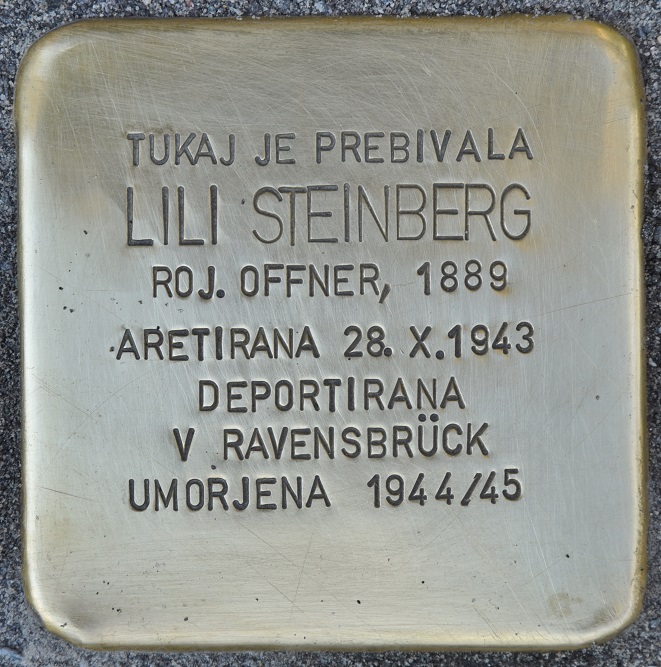 TUKAJ JE PREBIVALA
LILI STEINBERG
ROJ. OFFNER, 1889
ARETIRANA 28. X. 1943
DEPORTIRANA
V RAVENSBRÜCK
UMORJENA 1944/45